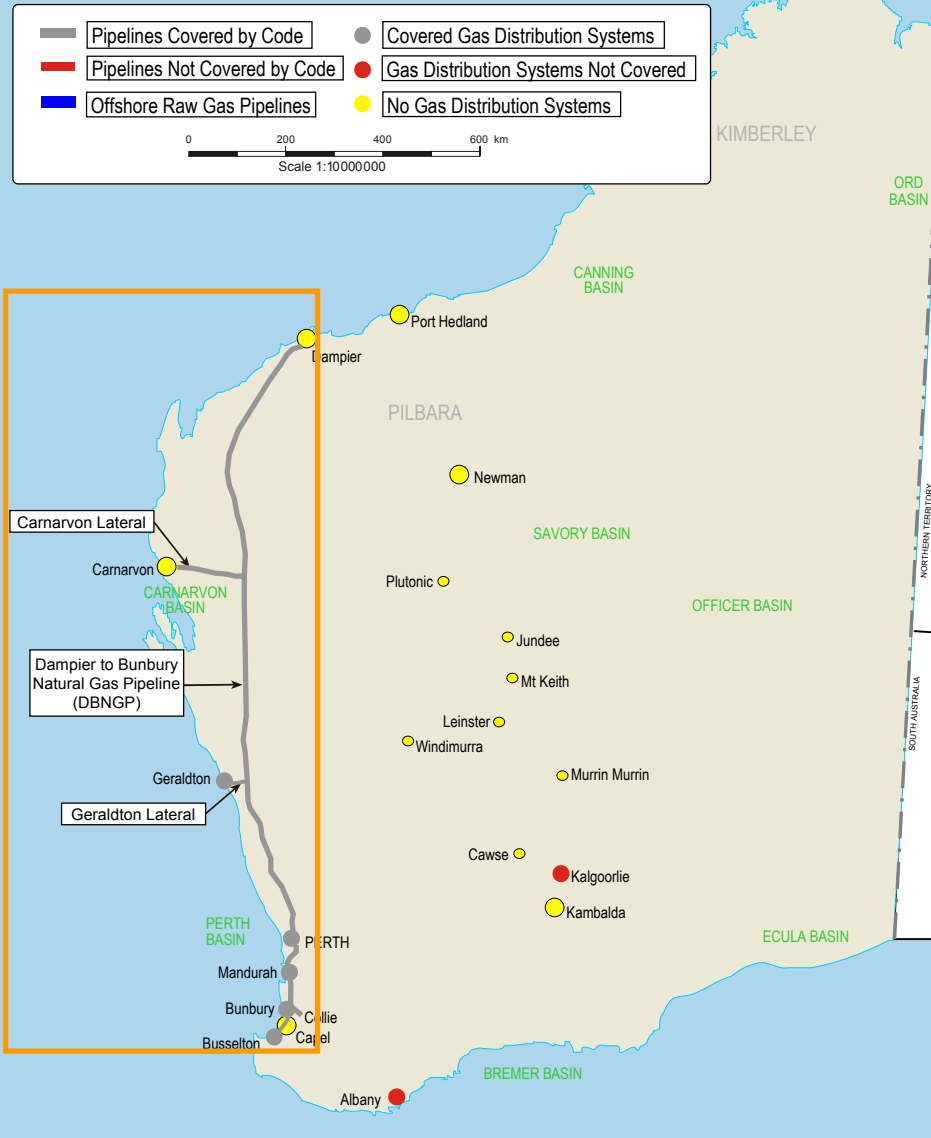 Pipelines Covered by Code
Covered Gas Distribution Systems
Pipelines Not Covered by Code
Gas Distribution Systems Not Covered
Offshore Raw Gas Pipelines
No Gas Distribution Systems
0 200 400 600 km
Scale 1:10000000
KIMBERLEY
ORD
BASIN
CANNING
BASIN
Port Hedland
Dampier
PILBARA
Newman
NORTHERN TERRITORY
Carnarvon Lateral
SAVORY BASIN
Carnarvon
Plutonic
CARNARVON
BASIN
OFFICER BASIN
Jundee
Dampier to Bunbury
Natural Gas Pipeline
(DBNGP)
Mt Keith
SOUTH AUSTRALIA
Leinster
Windimurra
Geraldton
Murrin Murrin
Geraldton Lateral
Cawse
Kalgoorlie
Kambalda
PERTH
BASIN
PERTH
ECULA BASIN
Mandurah
Bunbury
Collie
Capel
Busselton
BREMER BASIN
Albany